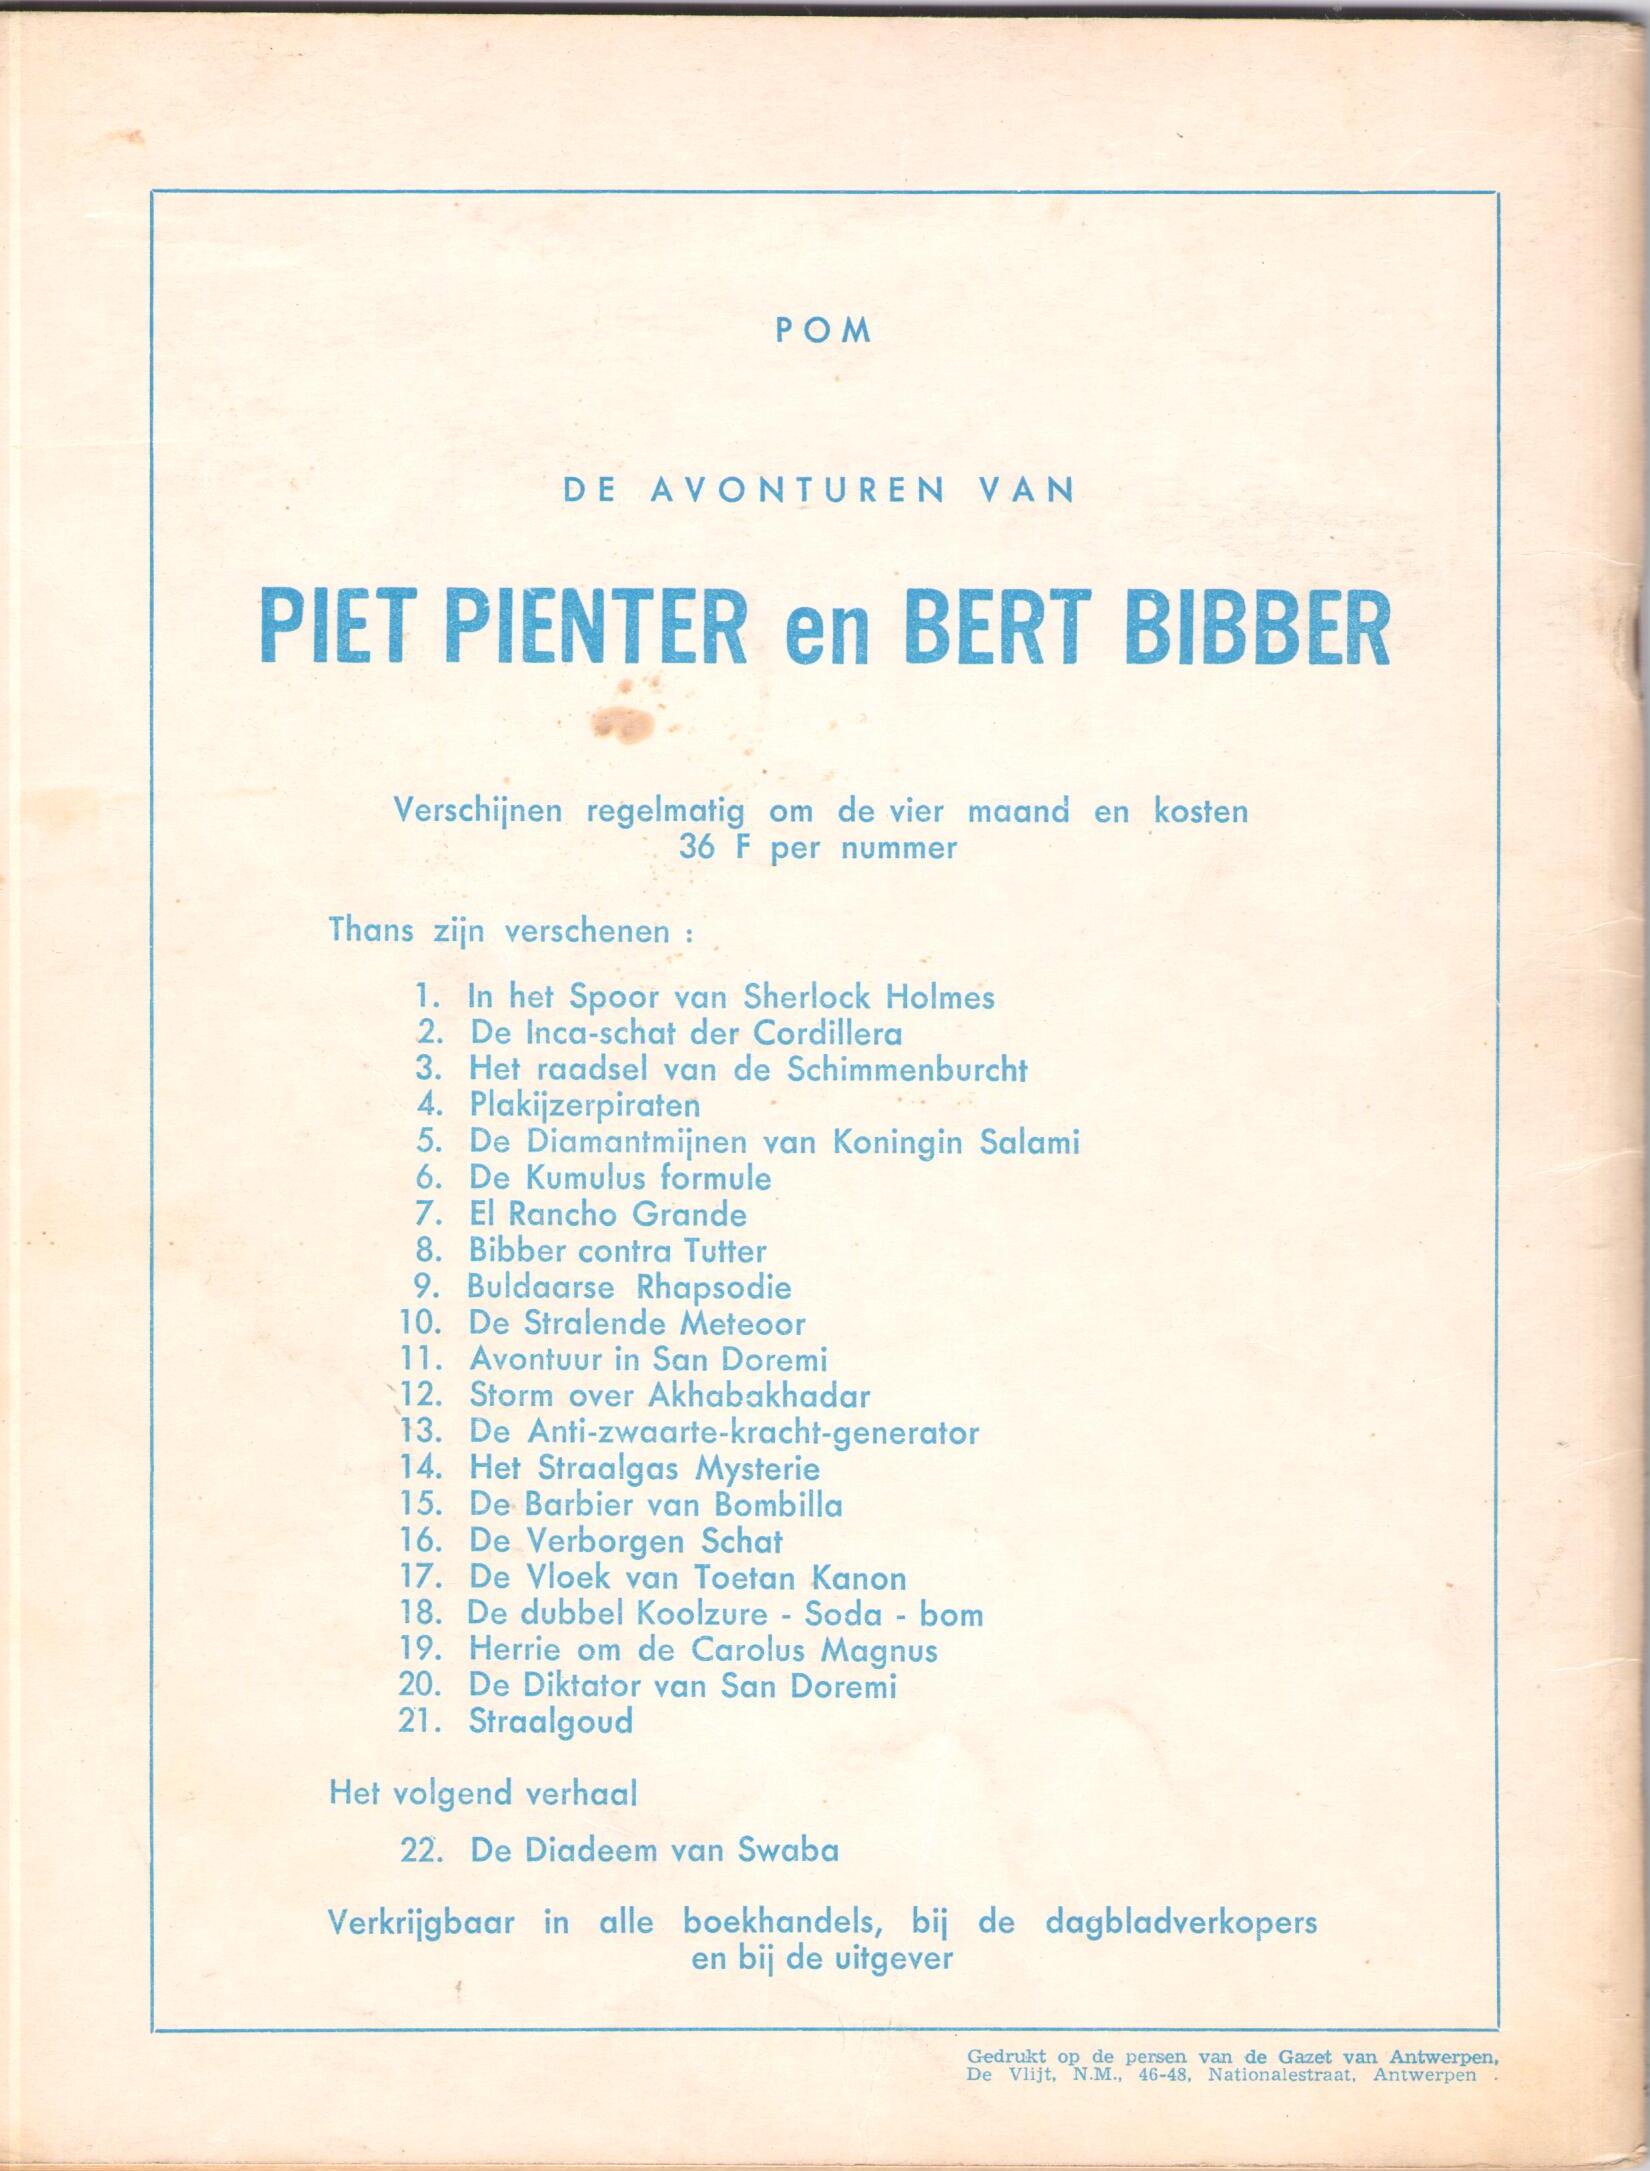 POM
DE AVONTUREN VAN
PIET PIENTER en BERT BIBBER
Verschijnen regelmatig om de vier maand en kosten
36 F per nummer
Thans zijn verschenen :
1. In het Spoor van Sherlock Holmes
2. De Inca-schat der Cordillera
3. Het raadsel van de Schimmenburcht
4. Plakijzerpiraten
5. De Diamantmijnen van Koningin Salami
6. De Kumulus formule
7. El Rancho Grande
8. Bibber contra Tutter
9. Buldaarse Rhapsodie
10. De Stralende Meteoor
11. Avontuur in San Doremi
12. Storm over Akhabakhadar
13. De Anti-zwaarte-kracht-generator
14. Het Straalgas Mysterie
15. De Barbier van Bombilla
16. De Verborgen Schat
17. De Vloek van Toetan Kanon
18. De dubbel Koolzure - Soda - bom
19. Herrie om de Carolus Magnus
20. De Diktator van San Doremi
21. Straalgoud
Het volgend verhaal
22. De Diadeem van Swaba
Verkrijgbaar in alle boekhandels, bij de dagbladverkopers
en bij de uitgever
Gedrukt op de persen van de Gazet van Antwerpen,
De Vlijt, N.M., 46-48, Nationalestraat, Antwerpen .